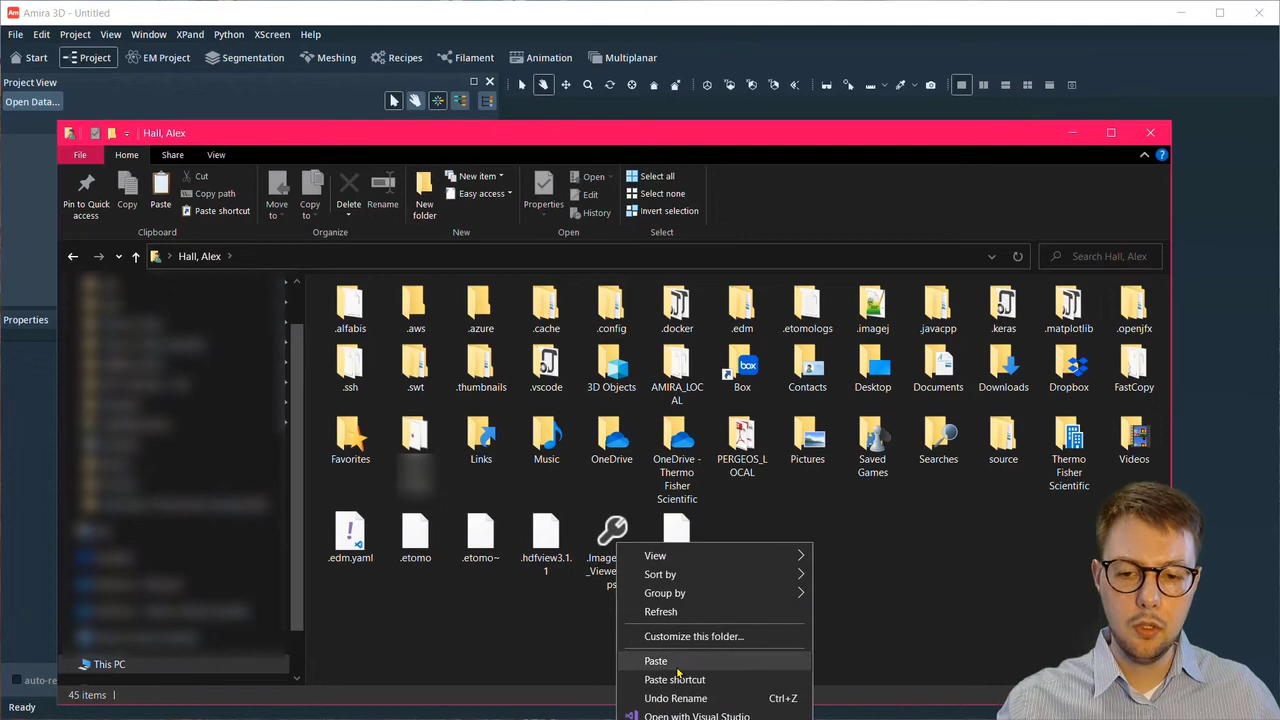 Amira 3D - Untitled
File Edit Project View Window XPand Python XScreen Help
Start Project EM Project Segmentation Meshing Recipes Filament Animation Multiplanar
Project View
Open Data...
Hall, Alex
File Home Share View
Pin to Quick access
Copy
Paste
Cut
Copy path
Paste shortcut
Move to
Copy to
Delete
Rename
New folder
New item
Easy access
Properties
Open
Edit
History
Select all
Select none
Invert selection
Clipboard Organize New Open Select
Hall, Alex
Search Hall, Alex
Properties
.alfabis .aws .azure .cache .config .docker .edm .etomologs .imagej .javacpp .keras .matplotlib .openjfx
.ssh .swt .thumbnails .vscode 3D Objects AMIRA_LOCAL Box Contacts Desktop Documents Downloads Dropbox FastCopy
Favorites Links Music OneDrive OneDrive - Thermo Fisher Scientific PERGEOS_LOCAL Pictures Saved Games Searches source Thermo Fisher Scientific Videos
.edm.yaml .etomo .etomo~ .hdfview3.1.1
View
Sort by
Group by
Refresh
Customize this folder...
Paste
Paste shortcut
Undo Rename Ctrl+Z
Open with Visual Studio
This PC
45 items
auto-re
Ready